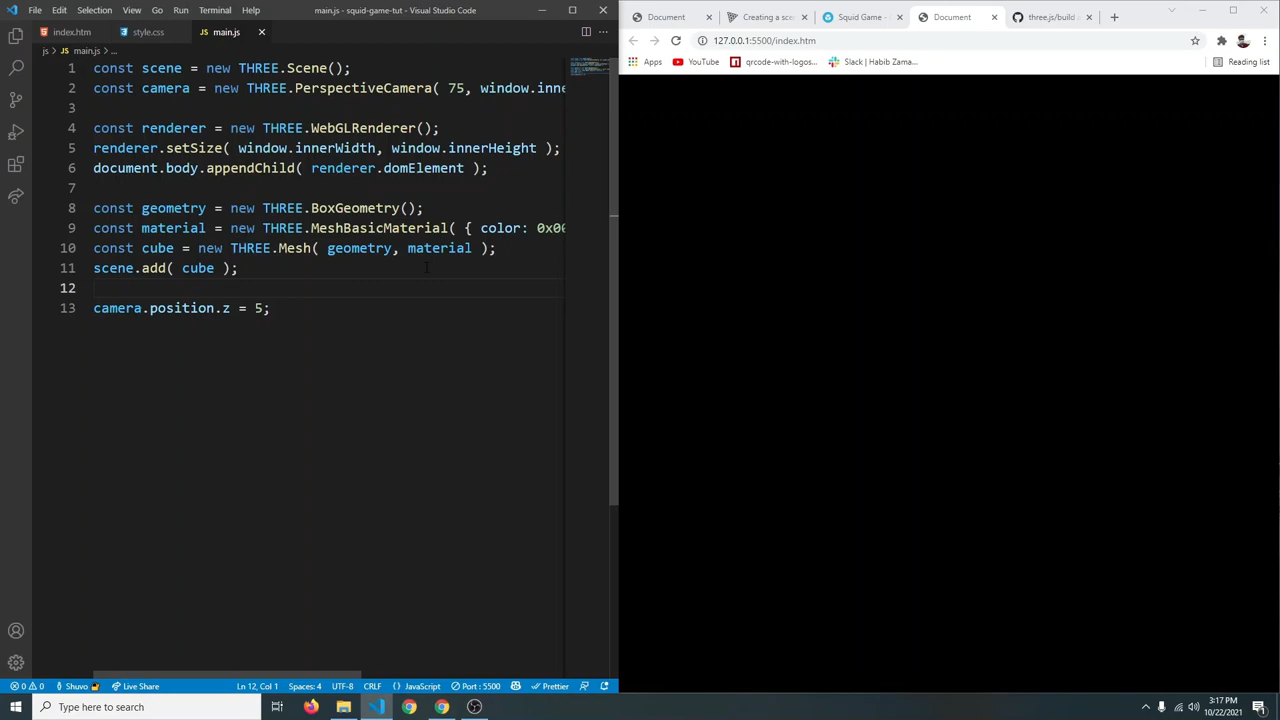 File Edit Selection View Go Run Terminal Help
main.js - squid-game-tut - Visual Studio Code
index.htm style.css JS main.js
js > JS main.js > ...
1 const scene = new THREE.Scene();
2 const camera = new THREE.PerspectiveCamera( 75, window.inne
3
4 const renderer = new THREE.WebGLRenderer();
5 renderer.setSize( window.innerWidth, window.innerHeight );
6 document.body.appendChild( renderer.domElement );
7
8 const geometry = new THREE.BoxGeometry();
9 const material = new THREE.MeshBasicMaterial( { color: 0x00
10 const cube = new THREE.Mesh( geometry, material );
11 scene.add( cube );
12
13 camera.position.z = 5;
0 0 Shuvo Live Share Ln 12, Col 1 Spaces: 4 UTF-8 CRLF {} JavaScript Port : 5500 Prettier
Document Creating a sce Squid Game - Document three.js/build
127.0.0.1:5500/index.htm
Apps YouTube qrcode-with-logos... Slack | Habib Zama... Reading list
Type here to search
3:17 PM
10/22/2021
1